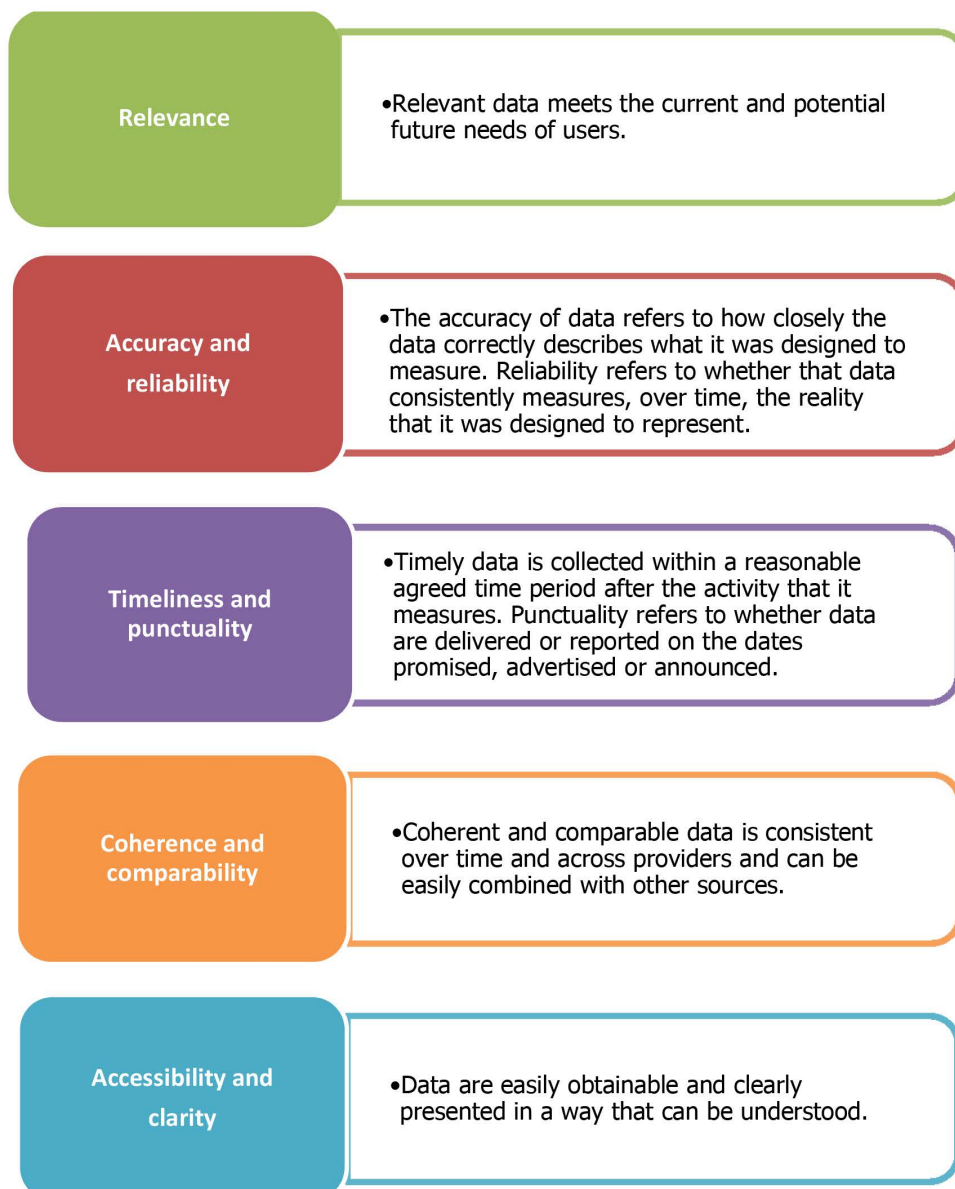 Relevance
•Relevant data meets the current and potential
future needs of users.
Accuracy and
reliability
•The accuracy of data refers to how closely the
data correctly describes what it was designed to
measure. Reliability refers to whether that data
consistently measures, over time, the reality
that it was designed to represent.
Timeliness and
punctuality
•Timely data is collected within a reasonable
agreed time period after the activity that it
measures. Punctuality refers to whether data
are delivered or reported on the dates
promised, advertised or announced.
Coherence and
comparability
•Coherent and comparable data is consistent
over time and across providers and can be
easily combined with other sources.
Accessibility and
clarity
•Data are easily obtainable and clearly
presented in a way that can be understood.